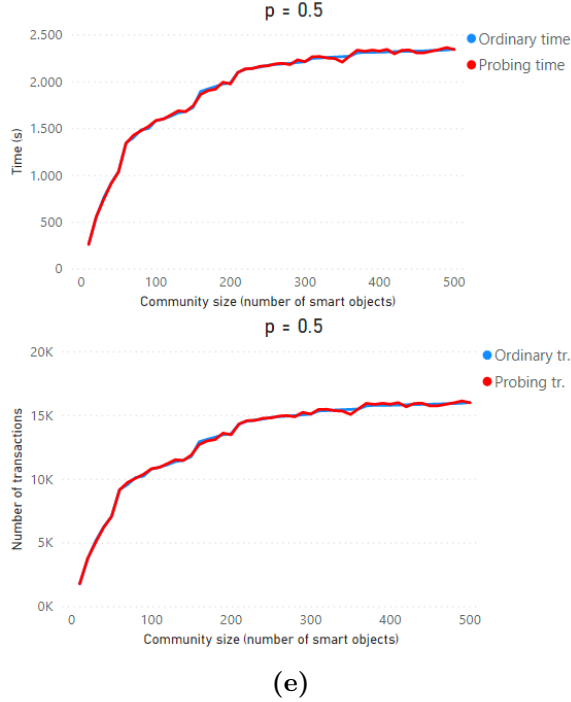 p = 0.5
Ordinary time
Probing time
Time (s)
2.500
2.000
1.500
1.000
500
0
0 100 200 300 400 500
Community size (number of smart objects)
p = 0.5
Ordinary tr.
Probing tr.
Number of transactions
20K
15K
10K
5K
0K
0 100 200 300 400 500
Community size (number of smart objects)
(e)